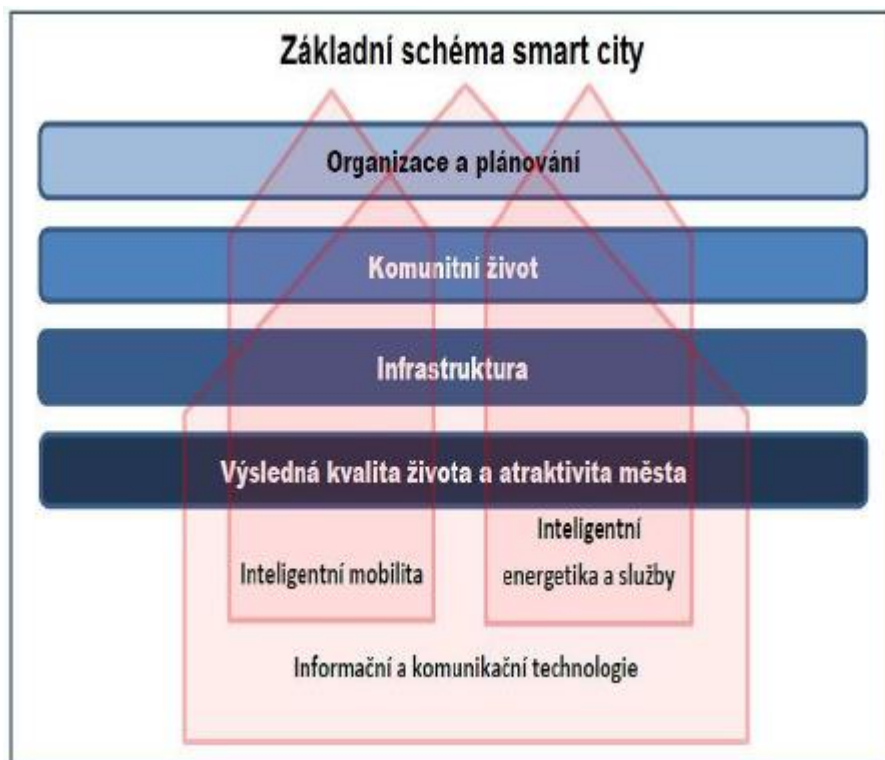 Základní schéma smart city
Organizace a plánování
Komunitní život
Infrastruktura
Výsledná kvalita života a atraktivita města
Inteligentní mobilita
Inteligentní
energetika a služby
Informační a komunikační technologie